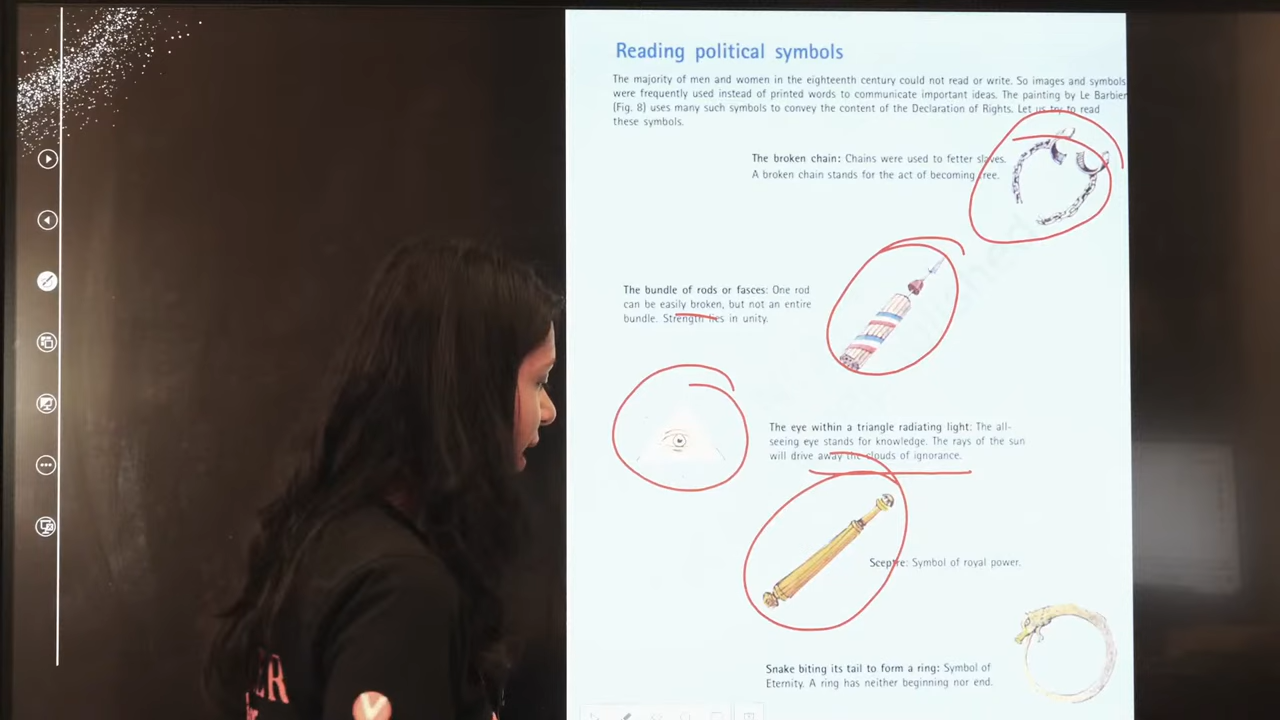 Reading political symbols
The majority of men and women in the eighteenth century could not read or write. So images and symbols
were frequently used instead of printed words to communicate important ideas. The painting by Le Barbier
(Fig. 8) uses many such symbols to convey the content of the Declaration of Rights. Let us try to read
these symbols.
The broken chain: Chains were used to fetter slaves.
A broken chain stands for the act of becoming free.
The bundle of rods or fasces: One rod
can be easily broken, but not an entire
bundle. Strength lies in unity.
The eye within a triangle radiating light: The all-
seeing eye stands for knowledge. The rays of the sun
will drive away the clouds of ignorance.
Sceptre: Symbol of royal power.
Snake biting its tail to form a ring: Symbol of
Eternity. A ring has neither beginning nor end.